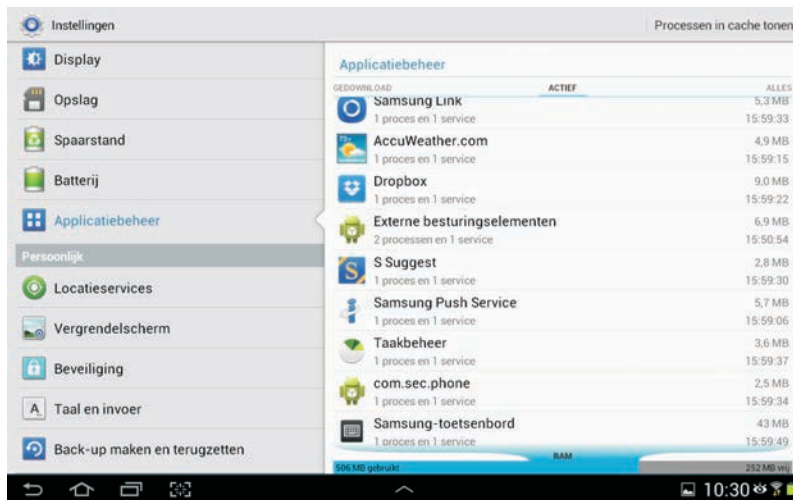 Instellingen
Processen in cache tonen
Display
Opslag
Spaarstand
Batterij
Applicatiebeheer
Persoonlijk
Locatieservices
Vergrendelscherm
Beveiliging
Taal en invoer
Back-up maken en terugzetten
Applicatiebeheer
GEDOWNLOAD ACTIEF ALLES
Samsung Link 5,3 MB
1 proces en 1 service 15:59:33
AccuWeather.com 4,9 MB
1 proces en 1 service 15:59:15
Dropbox 9,0 MB
1 proces en 1 service 15:59:22
Externe besturingselementen 6,9 MB
2 processen en 1 service 15:50:54
S Suggest 2,8 MB
1 proces en 1 service 15:59:30
Samsung Push Service 5,7 MB
1 proces en 1 service 15:59:06
Taakbeheer 3,6 MB
1 proces en 1 service 15:59:37
com.sec.phone 2,5 MB
1 proces en 1 service 15:59:34
Samsung-toetsenbord 43 MB
1 proces en 1 service 15:59:49
RAM
506 MB gebruikt 252 MB vrij
10:30